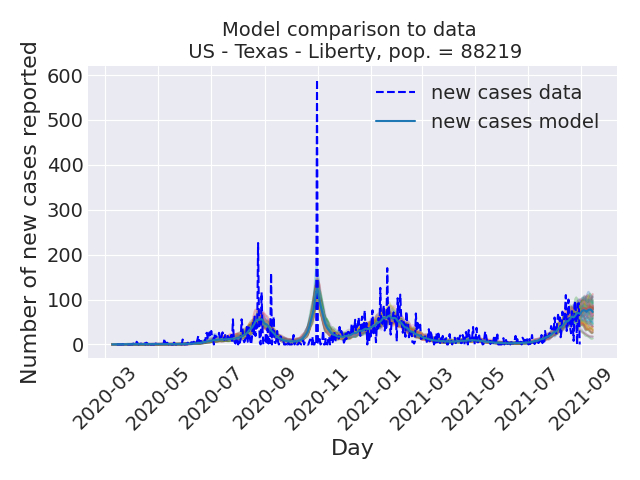 Model comparison to data
US - Texas - Liberty, pop. = 88219
Number of new cases reported
600
500
400
300
200
100
0
new cases data
new cases model
2020-03
2020-05
2020-07
2020-09
2020-11
2021-01
2021-03
2021-05
2021-07
2021-09
Day